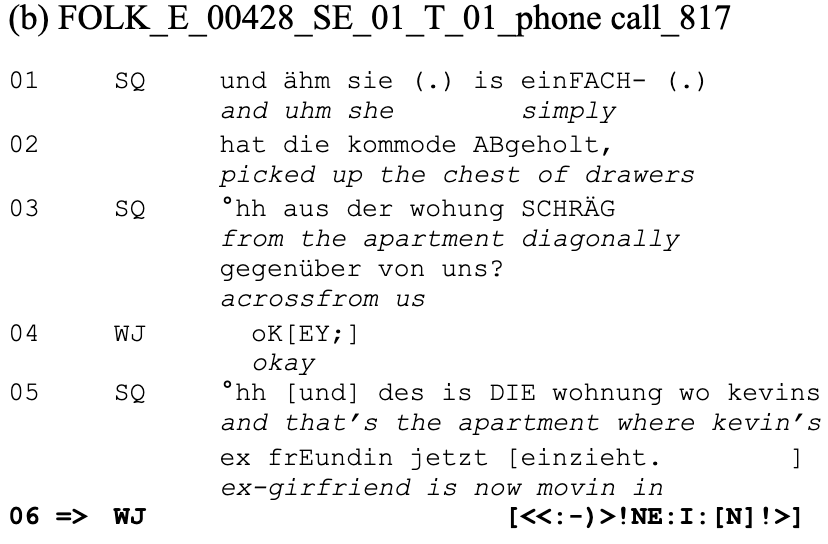 (b) FOLK_E_00428_SE_01_T_01_phone call_817
01 SQ und ähm sie (.) is einFACH- (.)
and uhm she simply
02 hat die kommode ABgeholt,
picked up the chest of drawers
03 SQ °hh aus der wohung SCHRÄG
from the apartment diagonally
gegenüber von uns?
acrossfrom us
04 WJ oK[EY;]
okay
05 SQ °hh [und] des is DIE wohnung wo kevins
and that's the apartment where kevin's
ex frEundin jetzt [einzieht. ]
ex-girfriend is now movin in
06 => WJ [<<:-)>!NE:I:[N]!>]